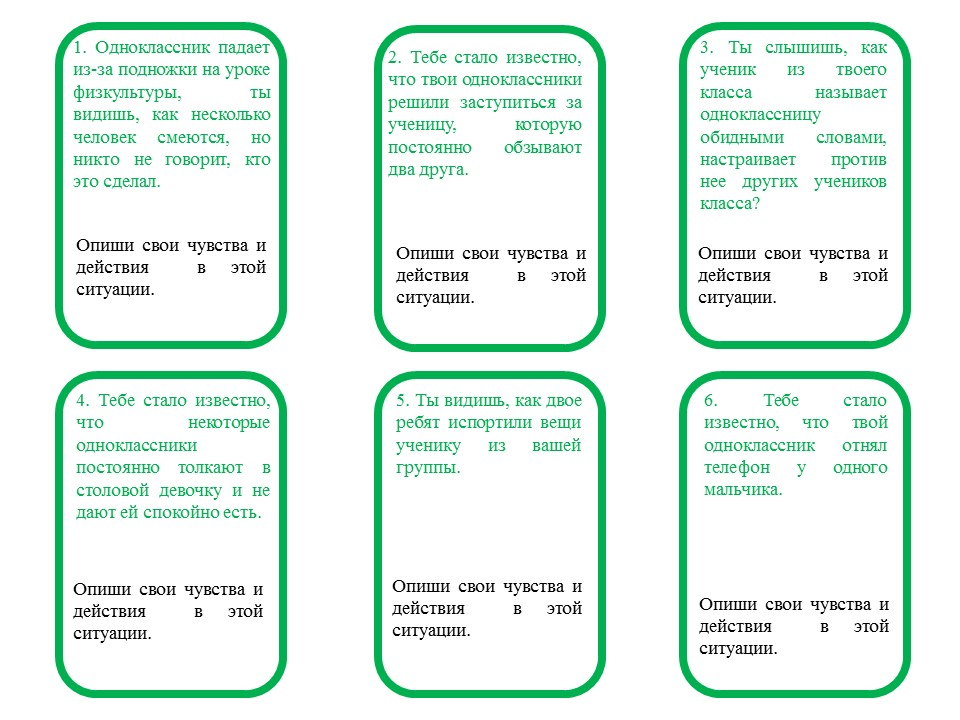 1. Одноклассник падает
из-за подножки на уроке
физкультуры, ты
видишь, как несколько
человек смеются, но
никто не говорит, кто
это сделал.
Опиши свои чувства и
действия в этой
ситуации.
2. Тебе стало известно,
что твои одноклассники
решили заступиться за
ученицу, которую
постоянно обзывают
два друга.
Опиши свои чувства и
действия в этой
ситуации.
3. Ты слышишь, как
ученик из твоего
класса называет
одноклассницу
обидными словами,
настраивает против
нее других учеников
класса?
Опиши свои чувства и
действия в этой
ситуации.
4. Тебе стало известно,
что некоторые
одноклассники
постоянно толкают в
столовой девочку и не
дают ей спокойно есть.
Опиши свои чувства и
действия в этой
ситуации.
5. Ты видишь, как двое
ребят испортили вещи
ученику из вашей
группы.
Опиши свои чувства и
действия в этой
ситуации.
6. Тебе стало
известно, что твой
одноклассник отнял
телефон у одного
мальчика.
Опиши свои чувства и
действия в этой
ситуации.